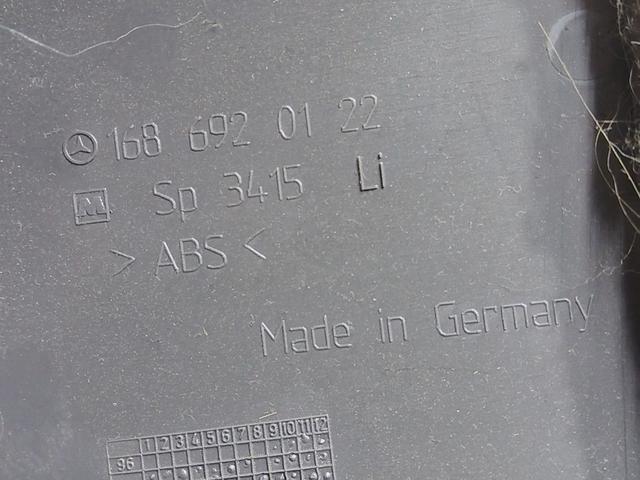 168 692 01 22
M Sp 3415 Li
> ABS <
Made in Germany
1 2 3 4 5 6 7 8 9 10 11 12
96